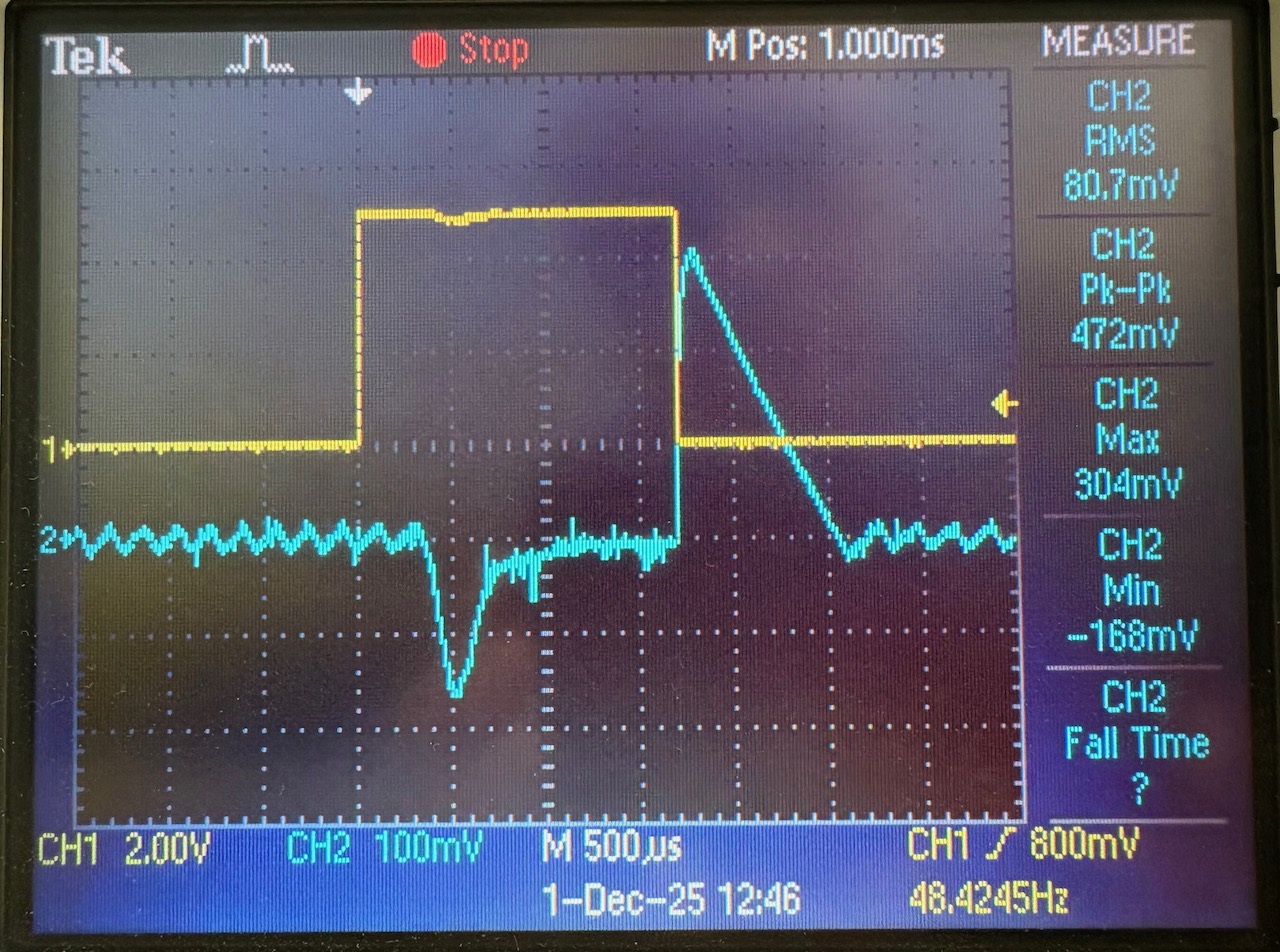 Tek Stop M Pos: 1.000ms MEASURE
CH2
RMS
80.7mV
CH2
Pk-Pk
472mV
CH2
Max
304mV
1
2
CH2
Min
-168mV
CH2
Fall Time
?
CH1 2.00V CH2 100mV M 500µs CH1 800mV
1-Dec-25 12:46 48.4245Hz